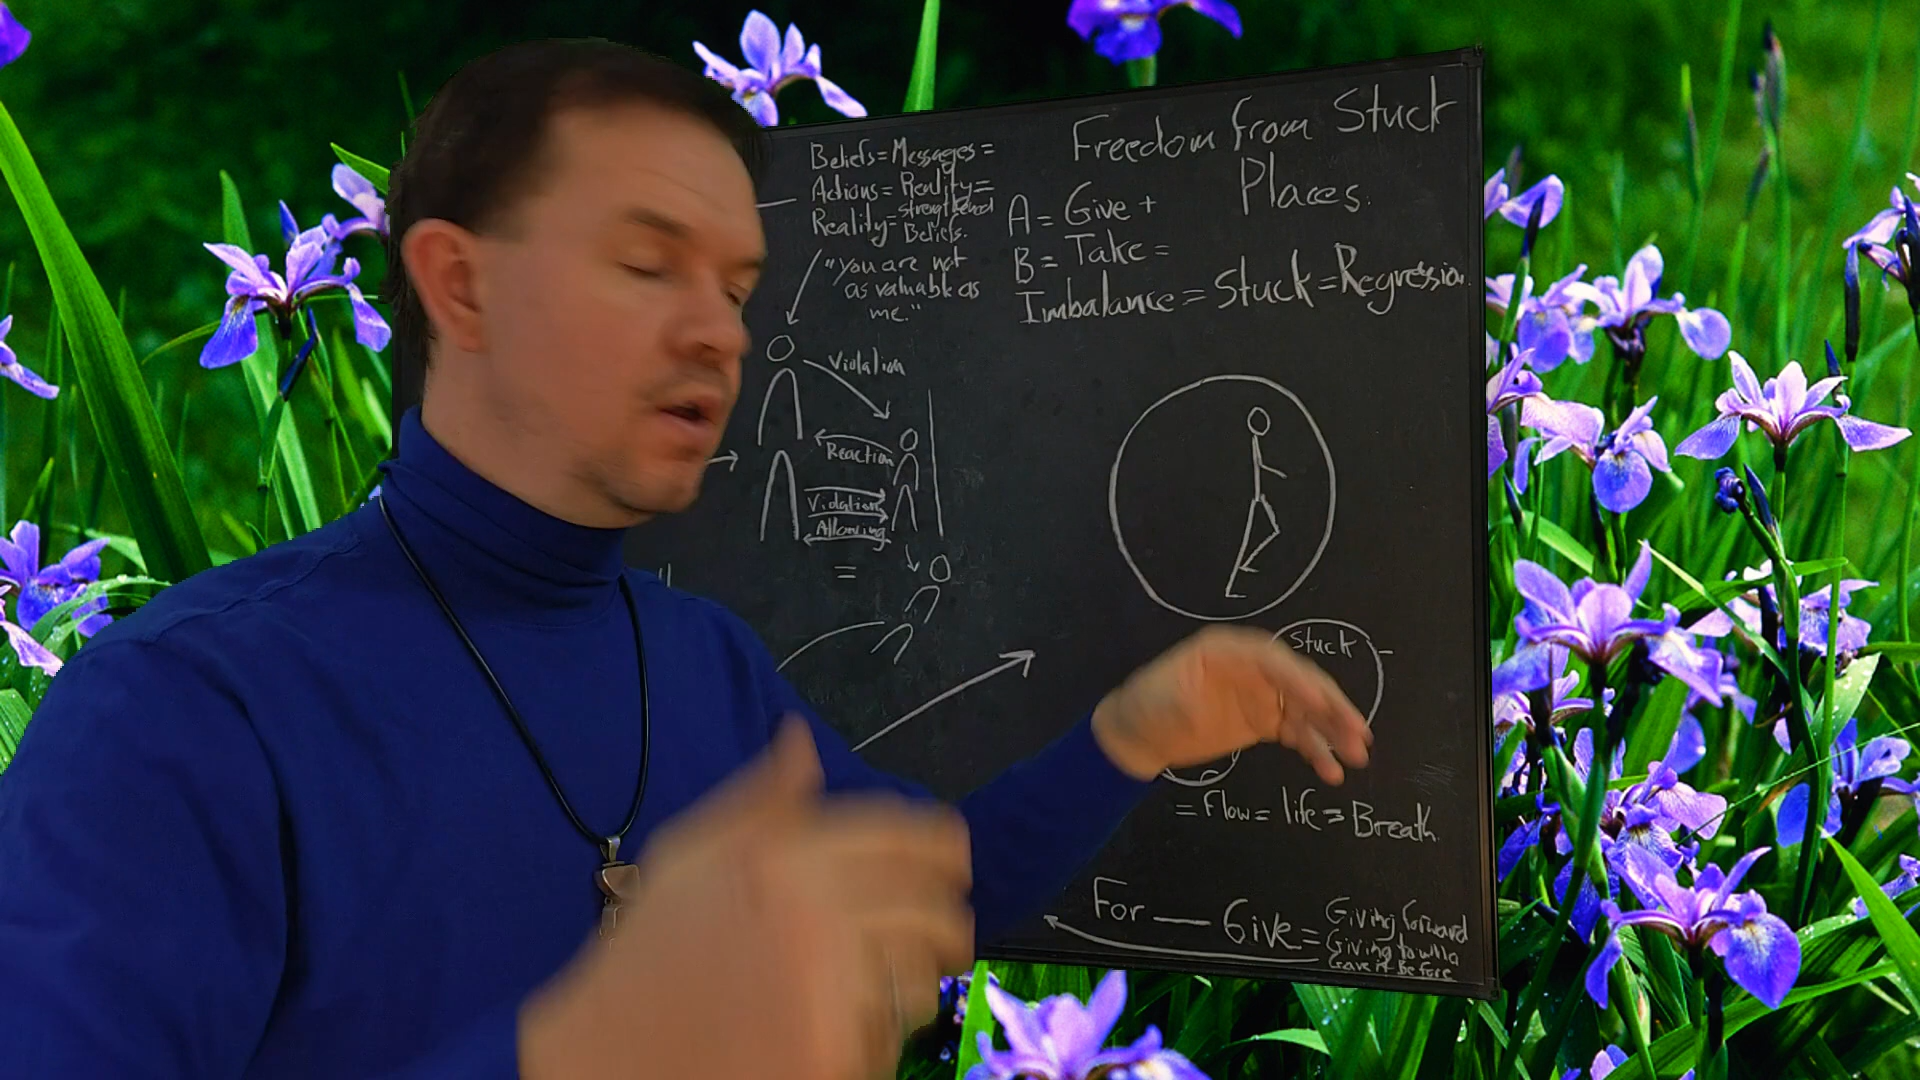 Freedom from Stuck
Places.
Beliefs = Messages =
Actions = Reality =
Reality = strengthened
Beliefs.
"You are not
as valuable as
me."
A = Give +
B = Take =
Imbalance = Stuck = Regression
Violation
Reaction
Violation
Allowing
=
Stuck
= Flow = life = Breath.
For — Give =
Giving forward
Giving to who
Gave it Before